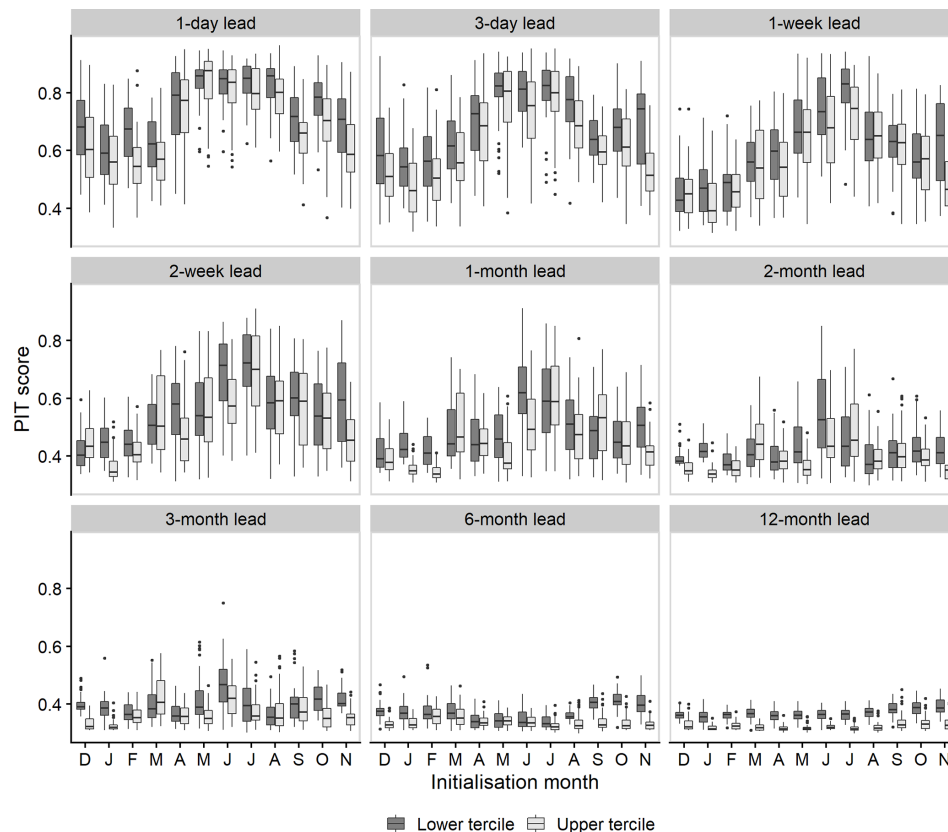 1-day lead 3-day lead 1-week lead
0.8
0.6
0.4
2-week lead 1-month lead 2-month lead
PIT score
0.8
0.6
0.4
3-month lead 6-month lead 12-month lead
0.8
0.6
0.4
D J F M A M J J A S O N D J F M A M J J A S O N D J F M A M J J A S O N
Initialisation month
Lower tercile Upper tercile